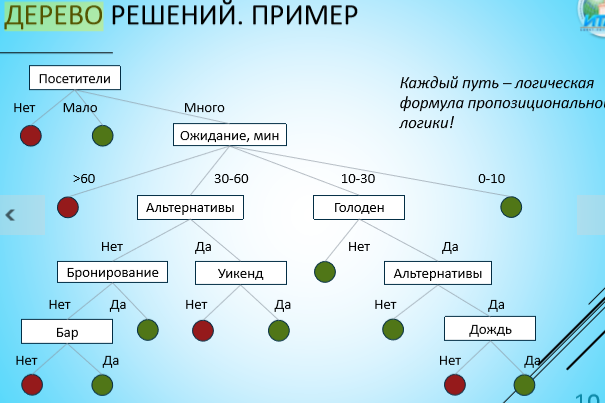 ДЕРЕВО РЕШЕНИЙ. ПРИМЕР
Посетители
Каждый путь – логическая
формула пропозиционально
логики!
Нет Мало Много
Ожидание, мин
>60 30-60 10-30 0-10
Альтернативы Голоден
Нет Да Нет Да
Бронирование Уикенд Альтернативы
Нет Да Нет Да Нет Да
Бар Дождь
Нет Да Нет Да
10